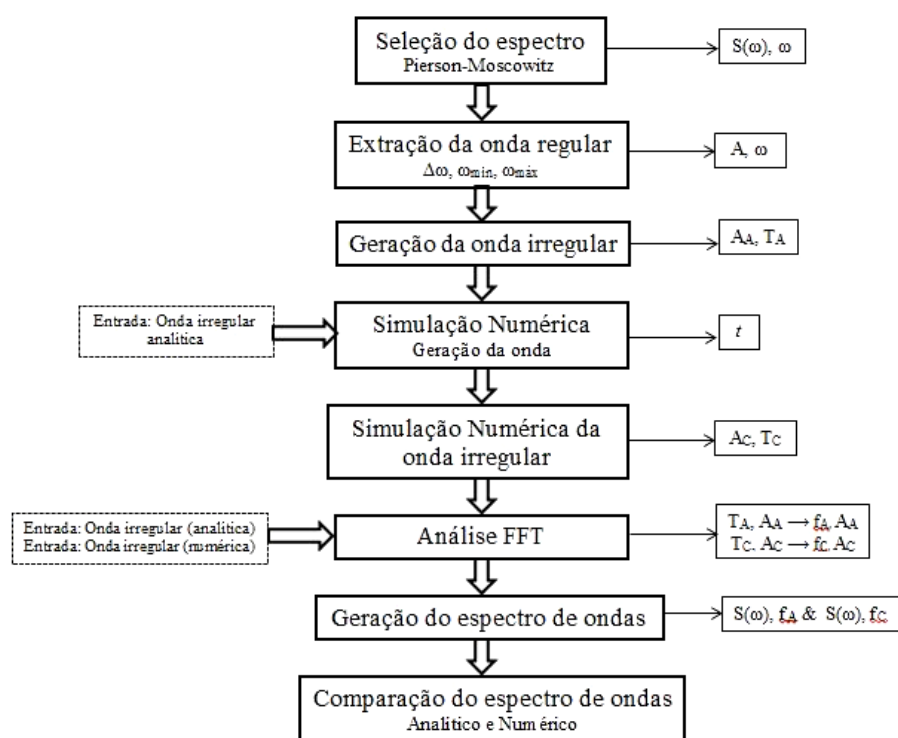 Seleção do espectro
Pierson-Moscowitz
S(ω), ω
Extração da onda regular
Δω, ωmín, ωmáx
A, ω
Geração da onda irregular
AA, TA
Entrada: Onda irregular
analítica
Simulação Numérica
Geração da onda
t
Simulação Numérica da
onda irregular
AC, TC
Entrada: Onda irregular (analítica)
Entrada: Onda irregular (numérica)
Análise FFT
TA, AA → fA, AA
TC, AC → fC, AC
Geração do espectro de ondas
S(ω), fA & S(ω), fC
Comparação do espectro de ondas
Analítico e Numérico